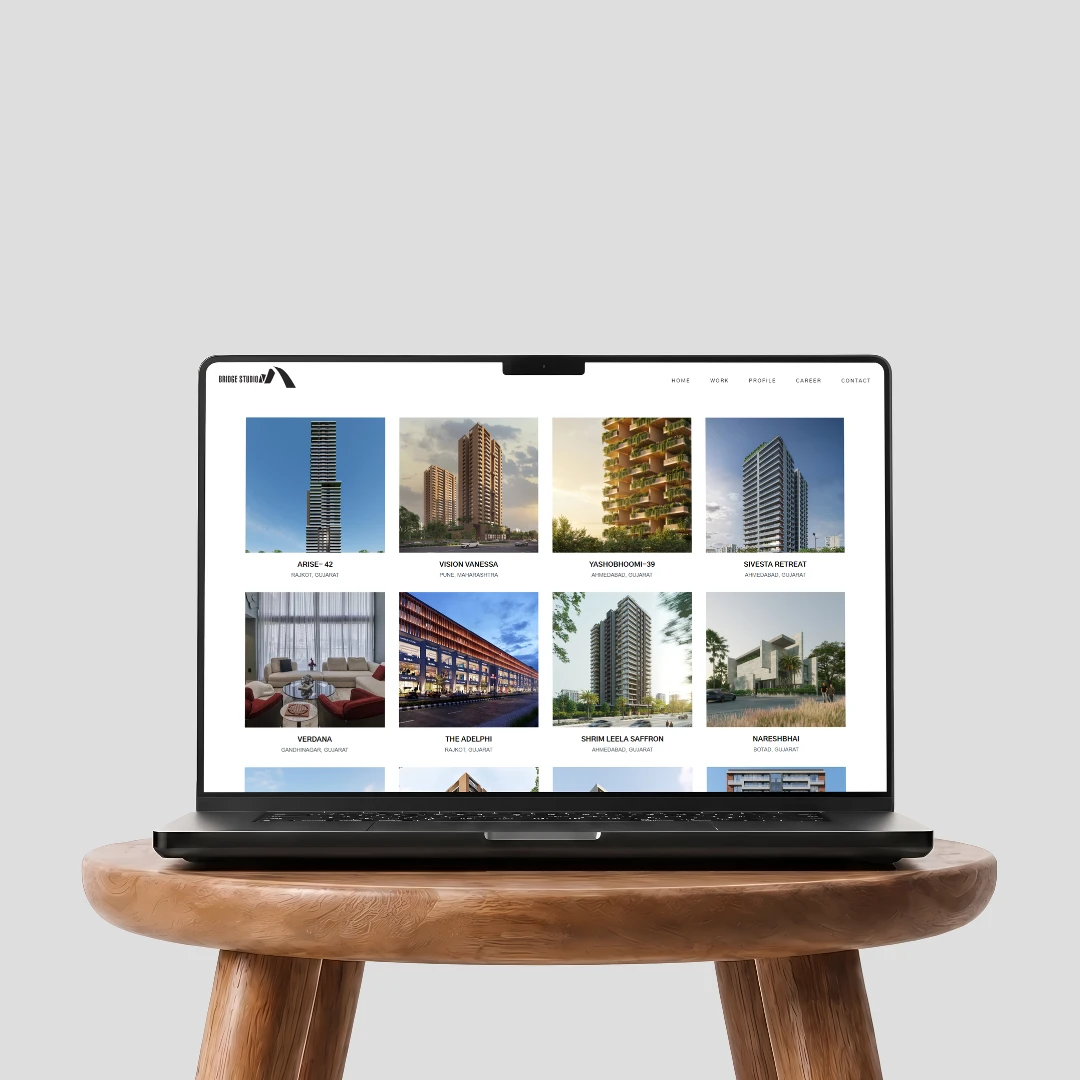 BRIDGE STUDIO
HOME WORK PROFILE CAREER CONTACT
ARISE- 42
VISION VANESSA
YASHOBHOOMI-39
SIVESTA RETREAT
RAJKOT, GUJARAT
PUNE, MAHARASHTRA
AHMEDABAD, GUJARAT
AHMEDABAD, GUJARAT
VERDANA
THE ADELPHI
SHRIM LEELA SAFFRON
NARESHBHAI
GANDHINAGAR, GUJARAT
RAJKOT, GUJARAT
AHMEDABAD, GUJARAT
BOTAD, GUJARAT